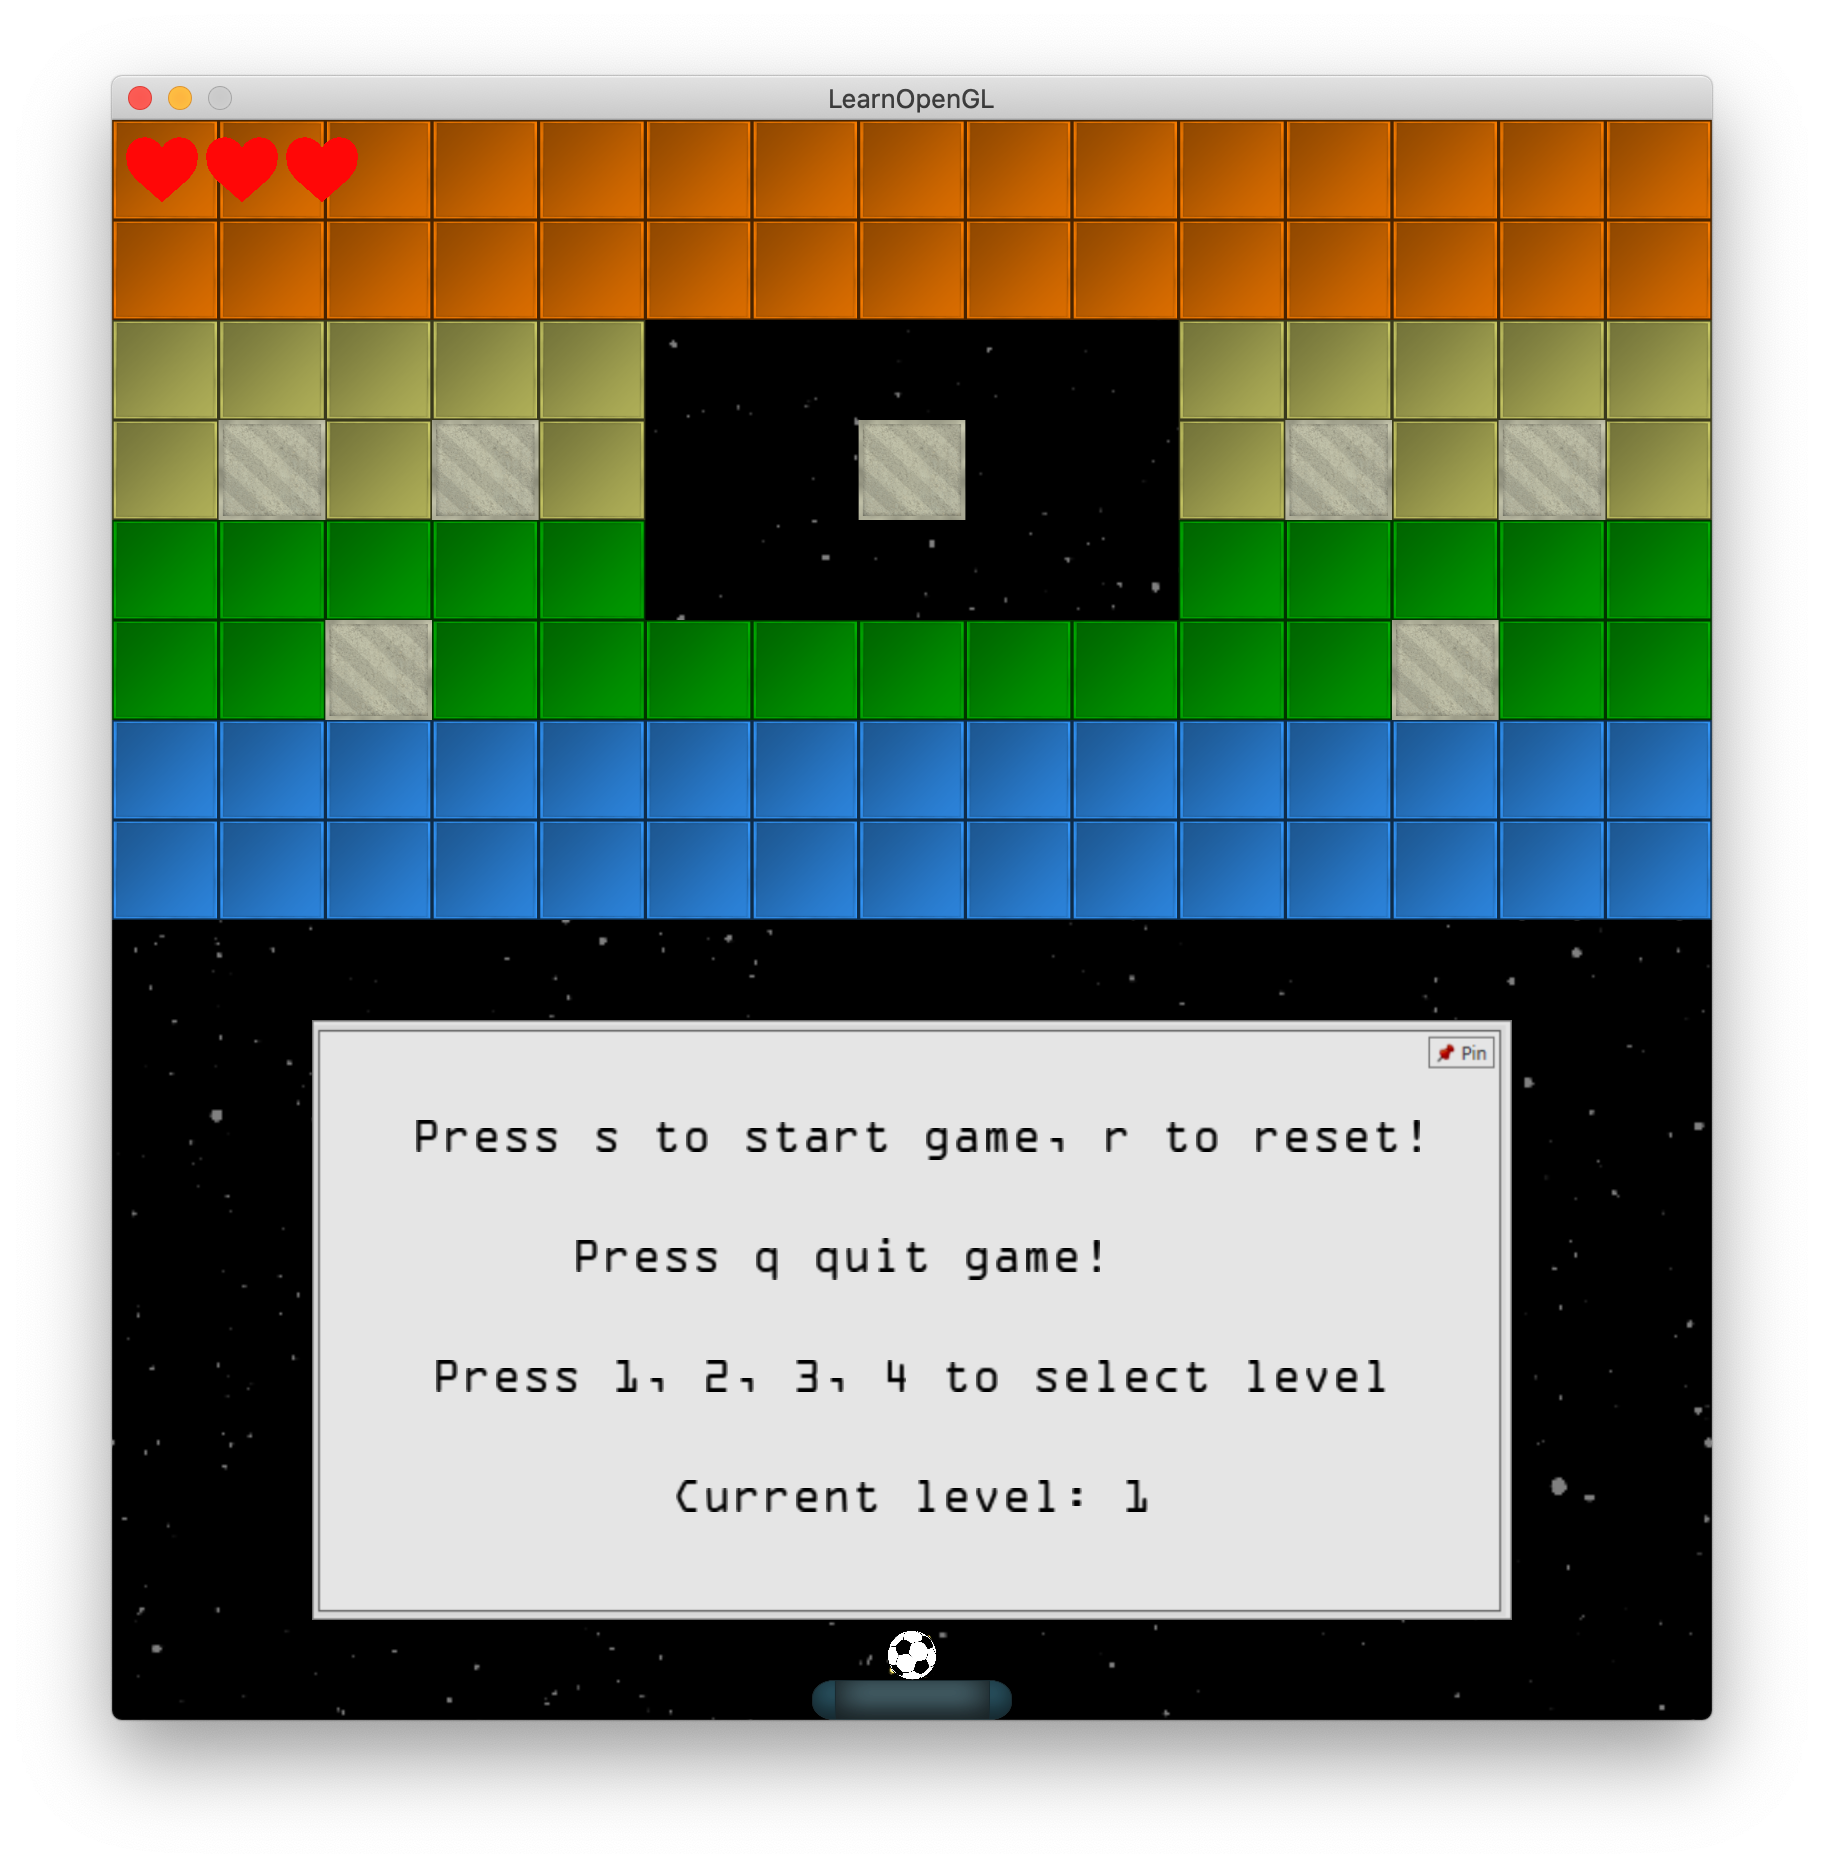 LearnOpenGL
Pin
Press s to start game, r to reset!
Press q quit game!
Press 1, 2, 3, 4 to select level
Current level: 1